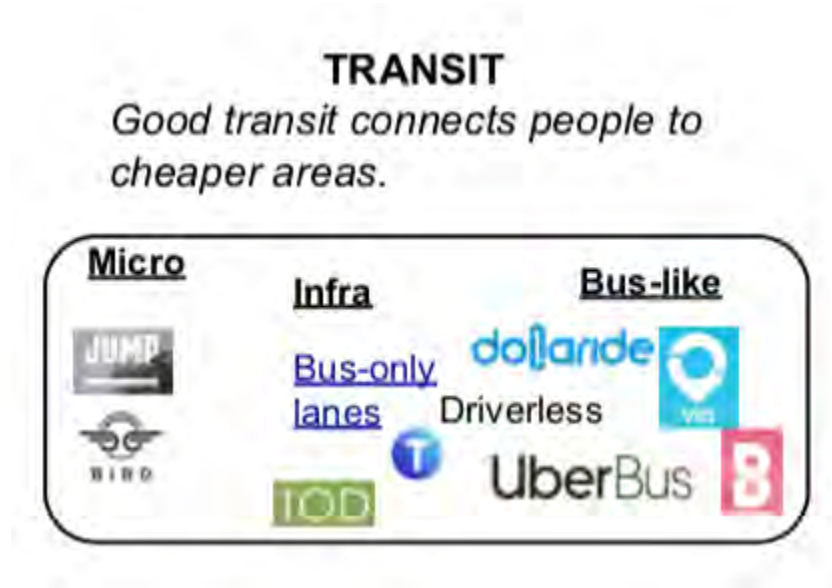 TRANSIT
Good transit connects people to
cheaper areas.
Micro
Infra
Bus-like
JUMP
BIRD
Bus-only
lanes
T
TOD
dollaride
via
Driverless
UberBus
B